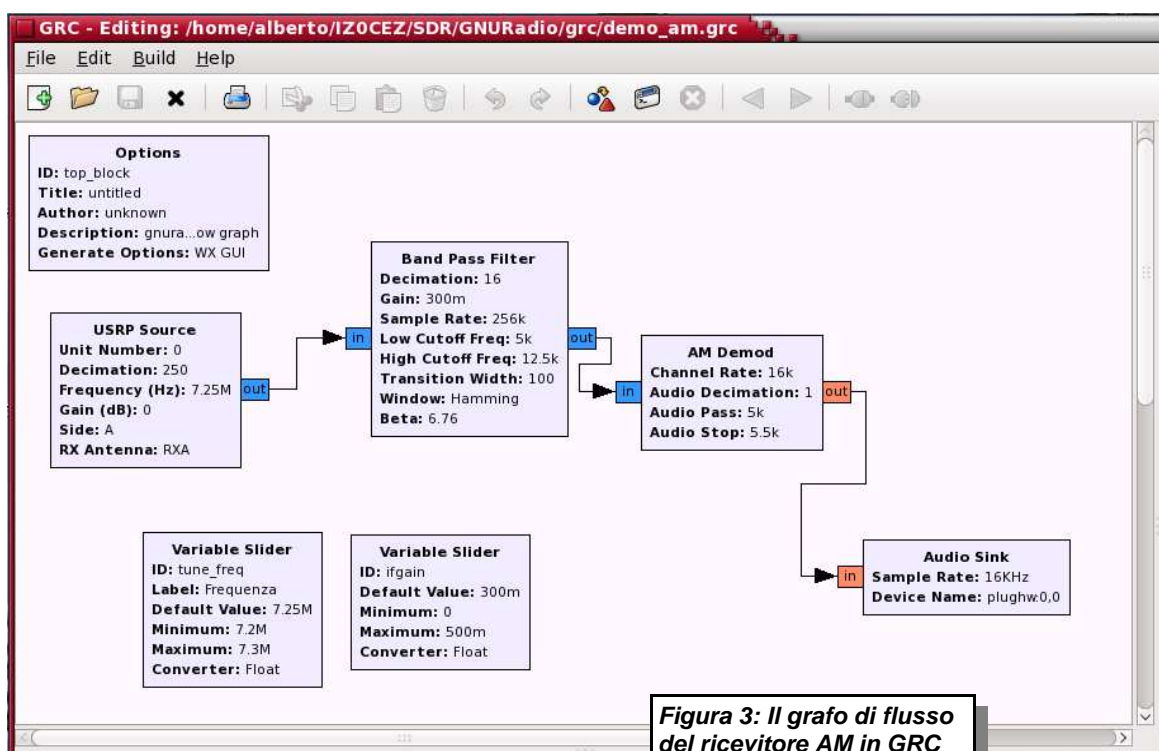 GRC - Editing: /home/alberto/IZ0CEZ/SDR/GNURadio/grc/demo_am.grc
File Edit Build Help
Options
ID: top_block
Title: untitled
Author: unknown
Description: gnura...ow graph
Generate Options: WX GUI
USRP Source
Unit Number: 0
Decimation: 250
Frequency (Hz): 7.25M
Gain (dB): 0
Side: A
RX Antenna: RXA
out
in
Band Pass Filter
Decimation: 16
Gain: 300m
Sample Rate: 256k
Low Cutoff Freq: 5k
High Cutoff Freq: 12.5k
Transition Width: 100
Window: Hamming
Beta: 6.76
out
in
AM Demod
Channel Rate: 16k
Audio Decimation: 1
Audio Pass: 5k
Audio Stop: 5.5k
out
Variable Slider
ID: tune_freq
Label: Frequenza
Default Value: 7.25M
Minimum: 7.2M
Maximum: 7.3M
Converter: Float
Variable Slider
ID: ifgain
Default Value: 300m
Minimum: 0
Maximum: 500m
Converter: Float
in
Audio Sink
Sample Rate: 16KHz
Device Name: plughw:0,0
Figura 3: Il grafo di flusso
del ricevitore AM in GRC